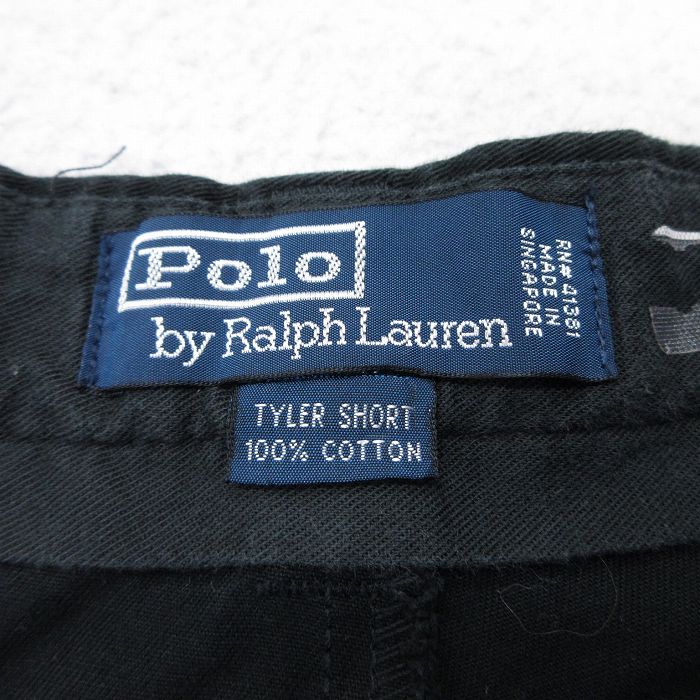 Polo
by Ralph Lauren
RN# 41381
MADE IN
SINGAPORE
TYLER SHORT
100% COTTON